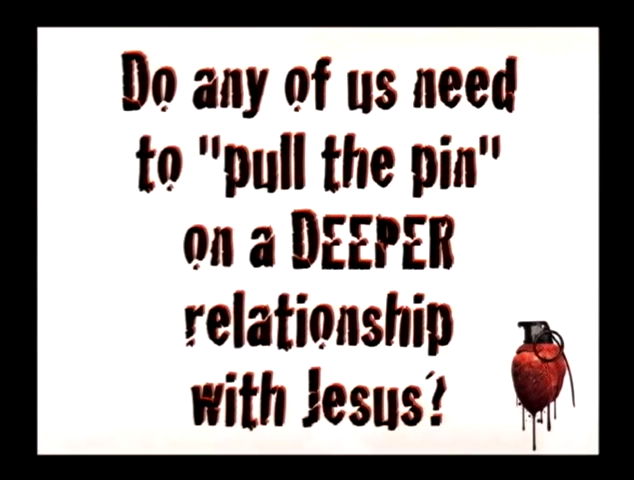 Do any of us need
to "pull the pin"
on a DEEPER
relationship
with Jesus?